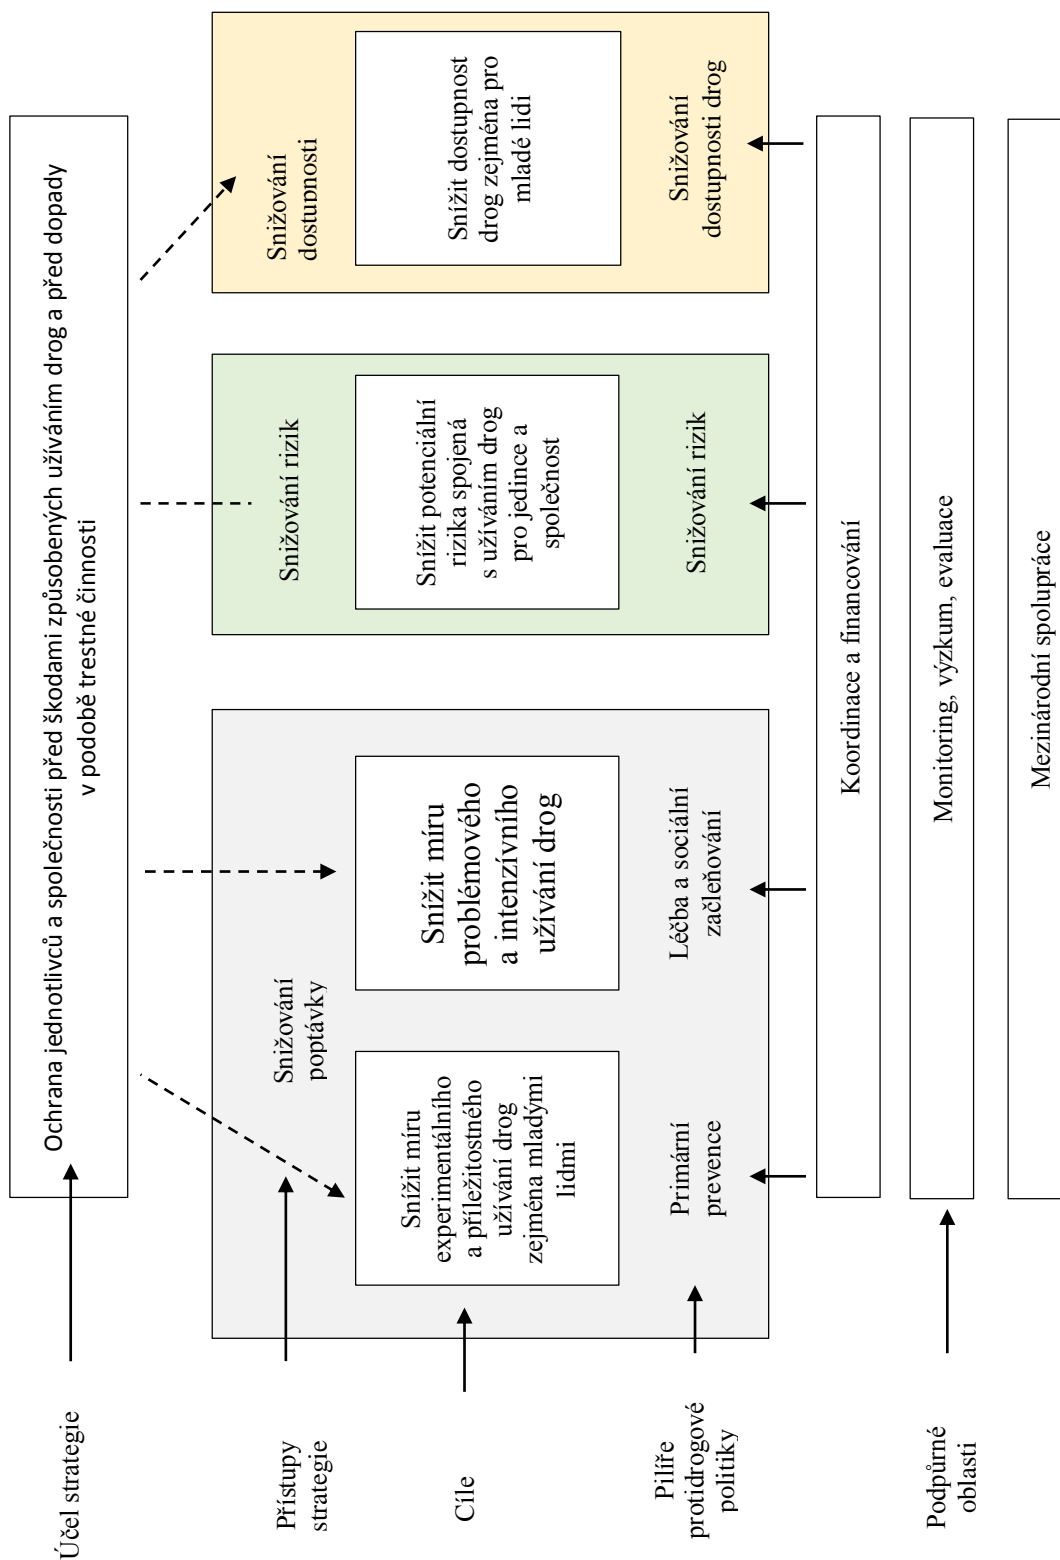 Účel strategie
Ochrana jednotlivců a společnosti před škodami způsobených užíváním drog a před dopady
v podobě trestné činnosti
Přístupy
strategie
Snižování
poptávky
Snižování rizik
Snižování
dostupnosti
Cíle
Snížit míru
experimentálního
a příležitostného
užívání drog
zejména mladými
lidmi
Snížit míru
problémového
a intenzívního
užívání drog
Snížit potenciální
rizika spojená
s užíváním drog
pro jedince a
společnost
Snížit dostupnost
drog zejména pro
mladé lidi
Pilíře
protidrogové
politiky
Primární
prevence
Léčba a sociální
začleňování
Snižování rizik
Snižování
dostupnosti drog
Koordinace a financování
Podpůrné
oblasti
Monitoring, výzkum, evaluace
Mezinárodní spolupráce